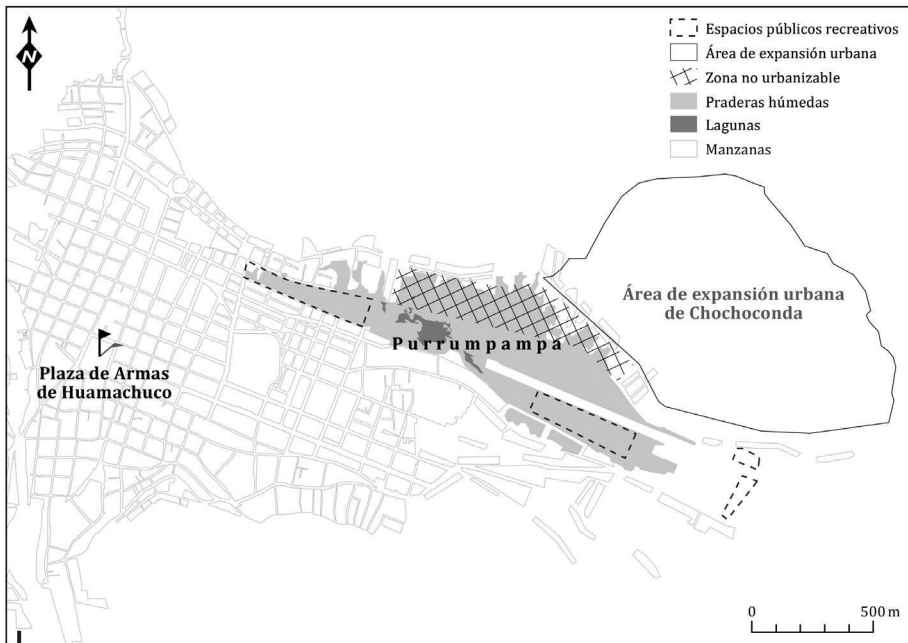 N
Espacios públicos recreativos
Área de expansión urbana
Zona no urbanizable
Praderas húmedas
Lagunas
Manzanas
Área de expansión urbana
de Chochoconda
Purrumpampa
Plaza de Armas
de Huamachuco
0 500 m